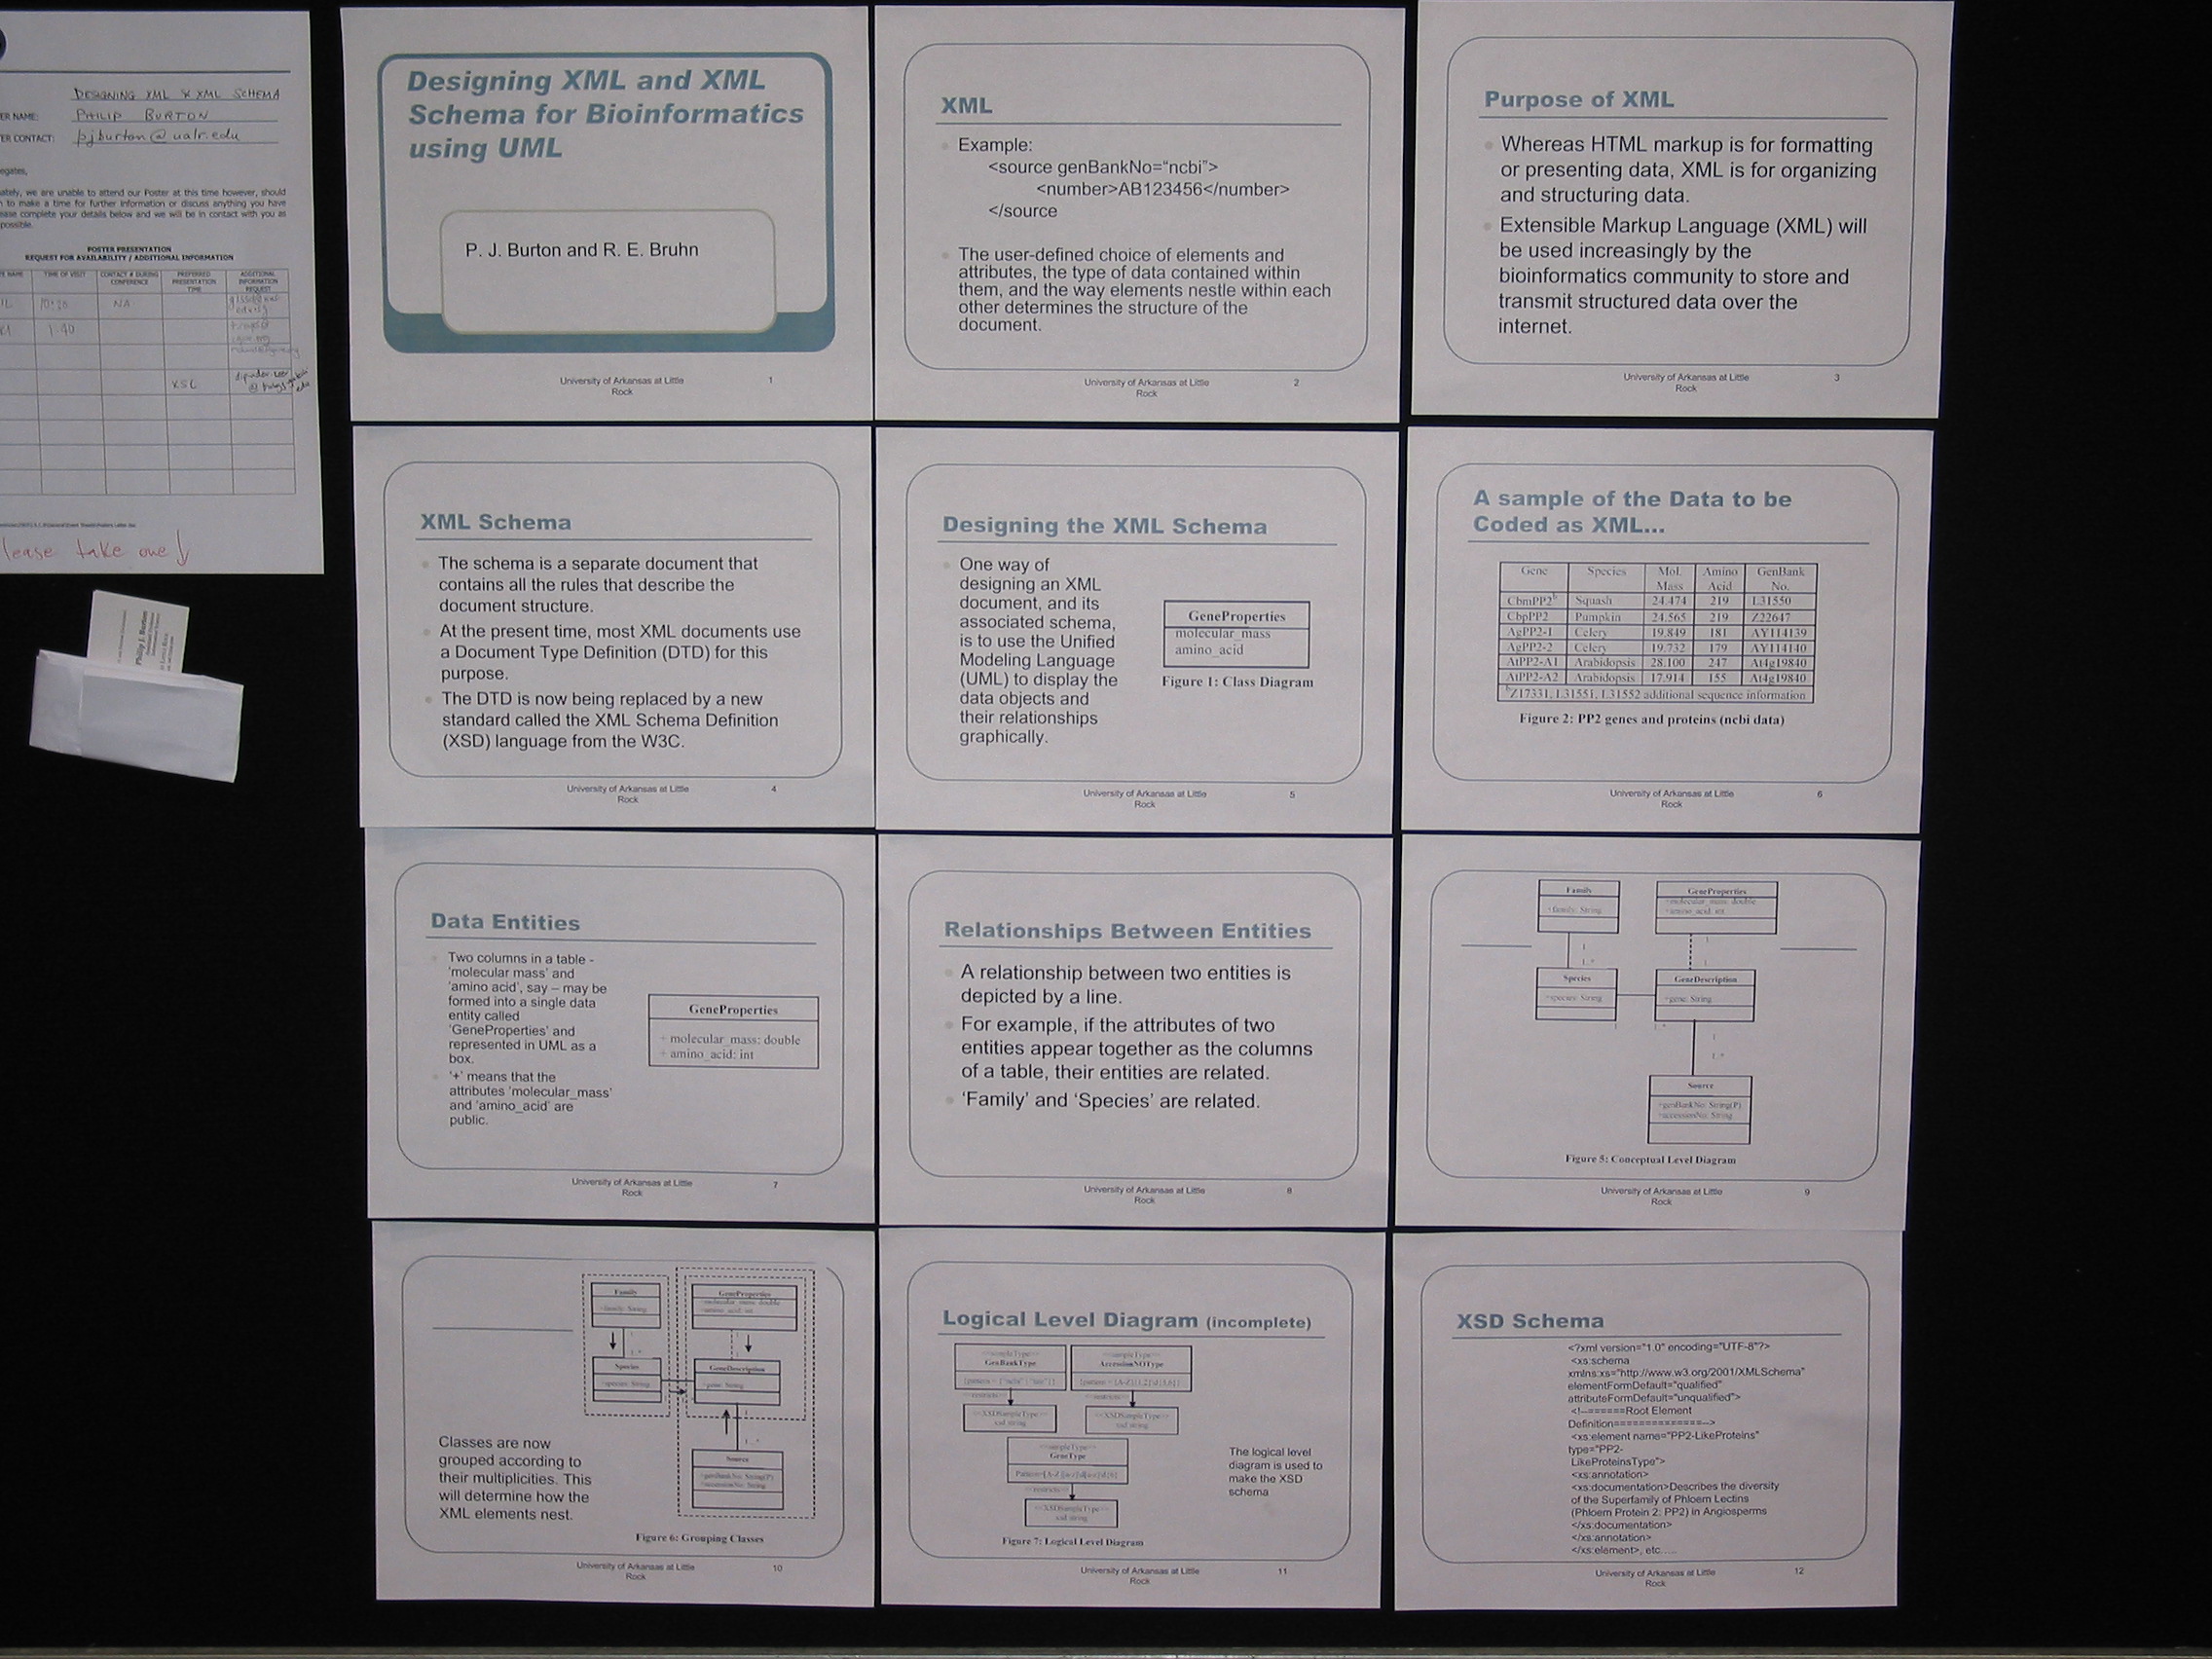 DESIGNING XML & XML SCHEMA
ER NAME: PHILIP BURTON
ER CONTACT: pjburton@ualr.edu
egates,
ately, we are unable to attend our Poster at this time however, should
to make a time for further information or discuss anything you have
ease complete your details below and we will be in contact with you as
possible.
POSTER PRESENTATION
REQUEST FOR AVAILABILITY / ADDITIONAL INFORMATION
NAME TIME OF VISIT CONTACT # DURING CONFERENCE PREFERRED PRESENTATION TIME ADDITIONAL INFORMATION REQUEST
10:20 NA
1-40
XSL
lease take one
Philip J. Burton
Designing XML and XML
Schema for Bioinformatics
using UML
P. J. Burton and R. E. Bruhn
University of Arkansas at Little
Rock
1
XML
Example:
<source genBankNo="ncbi">
<number>AB123456</number>
</source
The user-defined choice of elements and
attributes, the type of data contained within
them, and the way elements nestle within each
other determines the structure of the
document.
University of Arkansas at Little
Rock
2
Purpose of XML
Whereas HTML markup is for formatting
or presenting data, XML is for organizing
and structuring data.
Extensible Markup Language (XML) will
be used increasingly by the
bioinformatics community to store and
transmit structured data over the
internet.
University of Arkansas at Little
Rock
3
XML Schema
The schema is a separate document that
contains all the rules that describe the
document structure.
At the present time, most XML documents use
a Document Type Definition (DTD) for this
purpose.
The DTD is now being replaced by a new
standard called the XML Schema Definition
(XSD) language from the W3C.
University of Arkansas at Little
Rock
4
Designing the XML Schema
One way of
designing an XML
document, and its
associated schema,
is to use the Unified
Modeling Language
(UML) to display the
data objects and
their relationships
graphically.
GeneProperties
molecular_mass
amino_acid
Figure 1: Class Diagram
University of Arkansas at Little
Rock
5
A sample of the Data to be
Coded as XML...
Gene Species Mol. Mass Amino Acid GenBank No.
CbmPP2b Squash 24.474 219 L31550
CbpPP2 Pumpkin 24.565 219 Z22647
AgPP2-1 Celery 19.849 181 AY114139
AgPP2-2 Celery 19.732 179 AY114140
AtPP2-A1 Arabidopsis 28.100 247 At4g19840
AtPP2-A2 Arabidopsis 17.914 155 At4g19840
bZ17331, L31551, L31552 additional sequence information
Figure 2: PP2 genes and proteins (ncbi data)
University of Arkansas at Little
Rock
6
Data Entities
Two columns in a table -
'molecular mass' and
'amino acid', say – may be
formed into a single data
entity called
'GeneProperties' and
represented in UML as a
box.
'+' means that the
attributes 'molecular_mass'
and 'amino_acid' are
public.
GeneProperties
+ molecular_mass: double
+ amino_acid: int
University of Arkansas at Little
Rock
7
Relationships Between Entities
A relationship between two entities is
depicted by a line.
For example, if the attributes of two
entities appear together as the columns
of a table, their entities are related.
'Family' and 'Species' are related.
University of Arkansas at Little
Rock
8
Family
+family: String
GeneProperties
+molecular_mass: double
+amino_acid: int
1
1..*
1
1
Species
+species: String
GeneDescription
+gene: String
1
1..*
1
1..*
Source
+genBankNo: String(P)
+accessionNo: String
Figure 5: Conceptual Level Diagram
University of Arkansas at Little
Rock
9
Family
+family: String
GeneProperties
+molecular_mass: double
+amino_acid: int
Species
+species: String
GeneDescription
+gene: String
Source
+genBankNo: String(P)
+accessionNo: String
Classes are now
grouped according to
their multiplicities. This
will determine how the
XML elements nest.
Figure 6: Grouping Classes
University of Arkansas at Little
Rock
10
Logical Level Diagram (incomplete)
<<simpleType>>
GenBankType
<<simpleType>>
AccessionNOType
<<XSDSimpleType>>
xsd string
<<XSDSimpleType>>
xsd string
<<simpleType>>
GeneType
<<XSDSimpleType>>
xsd string
The logical level
diagram is used to
make the XSD
schema
Figure 7: Logical Level Diagram
University of Arkansas at Little
Rock
11
XSD Schema
<?xml version="1.0" encoding="UTF-8"?>
<xs:schema
xmlns:xs="http://www.w3.org/2001/XMLSchema"
elementFormDefault="qualified"
attributeFormDefault="unqualified">
<!--======Root Element
Definition==============-->
<xs:element name="PP2-LikeProteins"
type="PP2-
LikeProteinsType">
<xs:annotation>
<xs:documentation>Describes the diversity
of the Superfamily of Phloem Lectins
(Phloem Protein 2: PP2) in Angiosperms
</xs:documentation>
</xs:annotation>
</xs:element>, etc.....
University of Arkansas at Little
Rock
12